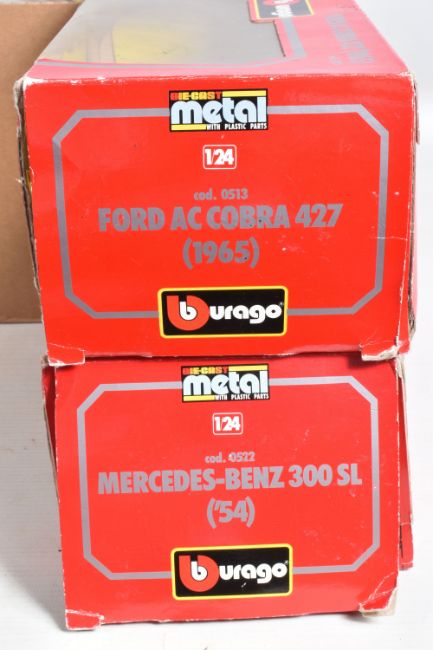 DIE-CAST
metal
WITH PLASTIC PARTS
1/24
cod. 0513
FORD AC COBRA 427
(1965)
burago
DIE-CAST
metal
WITH PLASTIC PARTS
1/24
cod. 0522
MERCEDES-BENZ 300 SL
('54)
burago